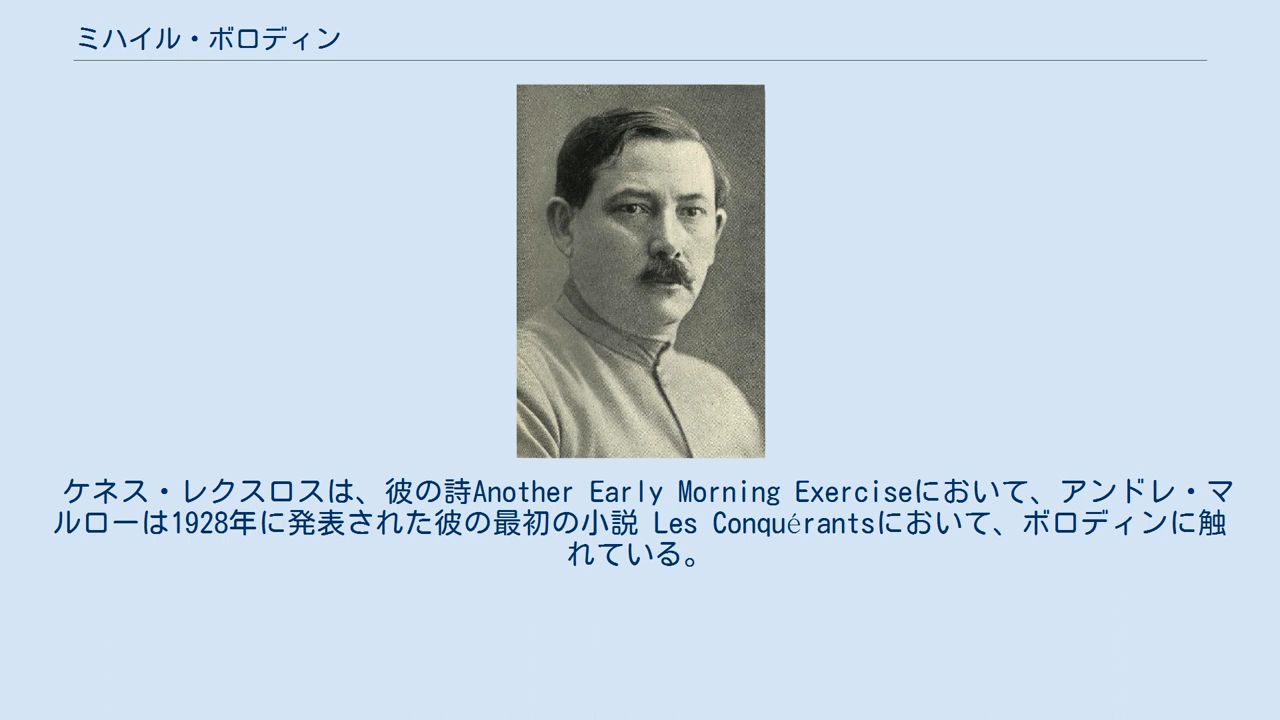 ミハイル・ボロディン
ケネス・レクスロスは、彼の詩Another Early Morning Exerciseにおいて、アンドレ・マ
ルローは1928年に発表された彼の最初の小説 Les Conquérantsにおいて、ボロディンに触
れている。